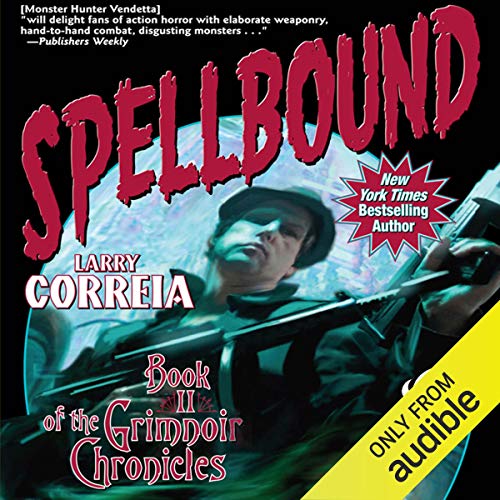 [Monster Hunter Vendetta]
"will delight fans of action horror with elaborate weaponry,
hand-to-hand combat, disgusting monsters . . ."
—Publishers Weekly
SPELLBOUND
New
York Times
Bestselling
Author
LARRY
CORREIA
Book
II
of the Grimnoir
Chronicles
ONLY FROM
audible